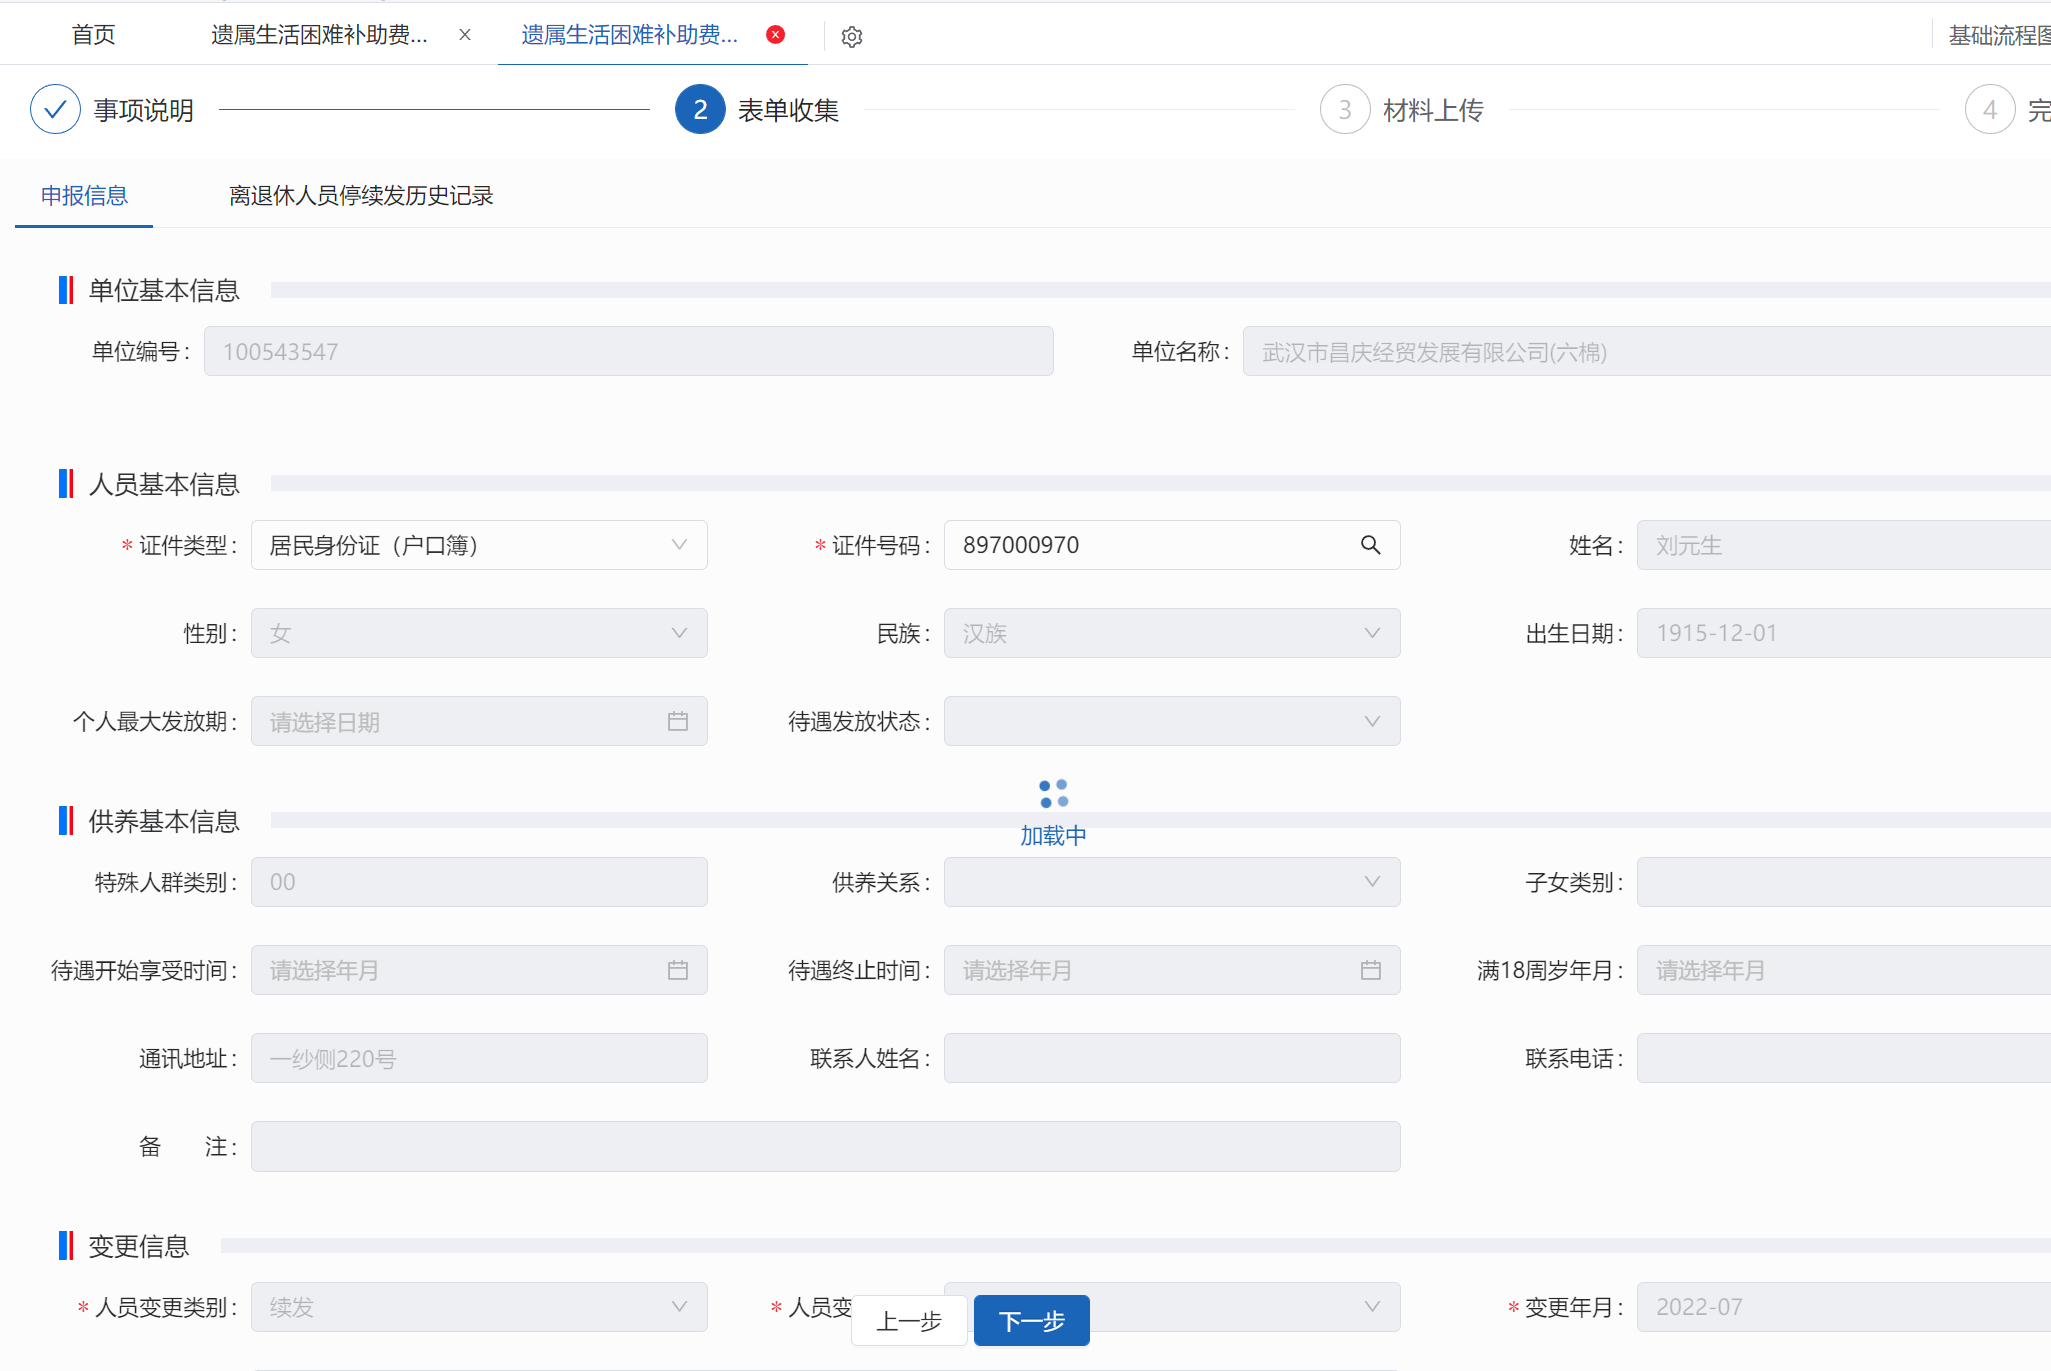 首页 遗属生活困难补助费... × 遗属生活困难补助费... 基础流程图
✓ 事项说明 2 表单收集 3 材料上传 4 完
申报信息 离退休人员停续发历史记录
单位基本信息
单位编号: 100543547 单位名称: 武汉市昌庆经贸发展有限公司(六棉)
人员基本信息
* 证件类型: 居民身份证（户口簿） * 证件号码: 897000970 姓名: 刘元生
性别: 女 民族: 汉族 出生日期: 1915-12-01
个人最大发放期: 请选择日期 待遇发放状态:
供养基本信息
加载中
特殊人群类别: 00 供养关系: 子女类别:
待遇开始享受时间: 请选择年月 待遇终止时间: 请选择年月 满18周岁年月: 请选择年月
通讯地址: 一纱侧220号 联系人姓名: 联系电话:
备 注:
变更信息
* 人员变更类别: 续发 * 人员变 * 变更年月: 2022-07
上一步 下一步